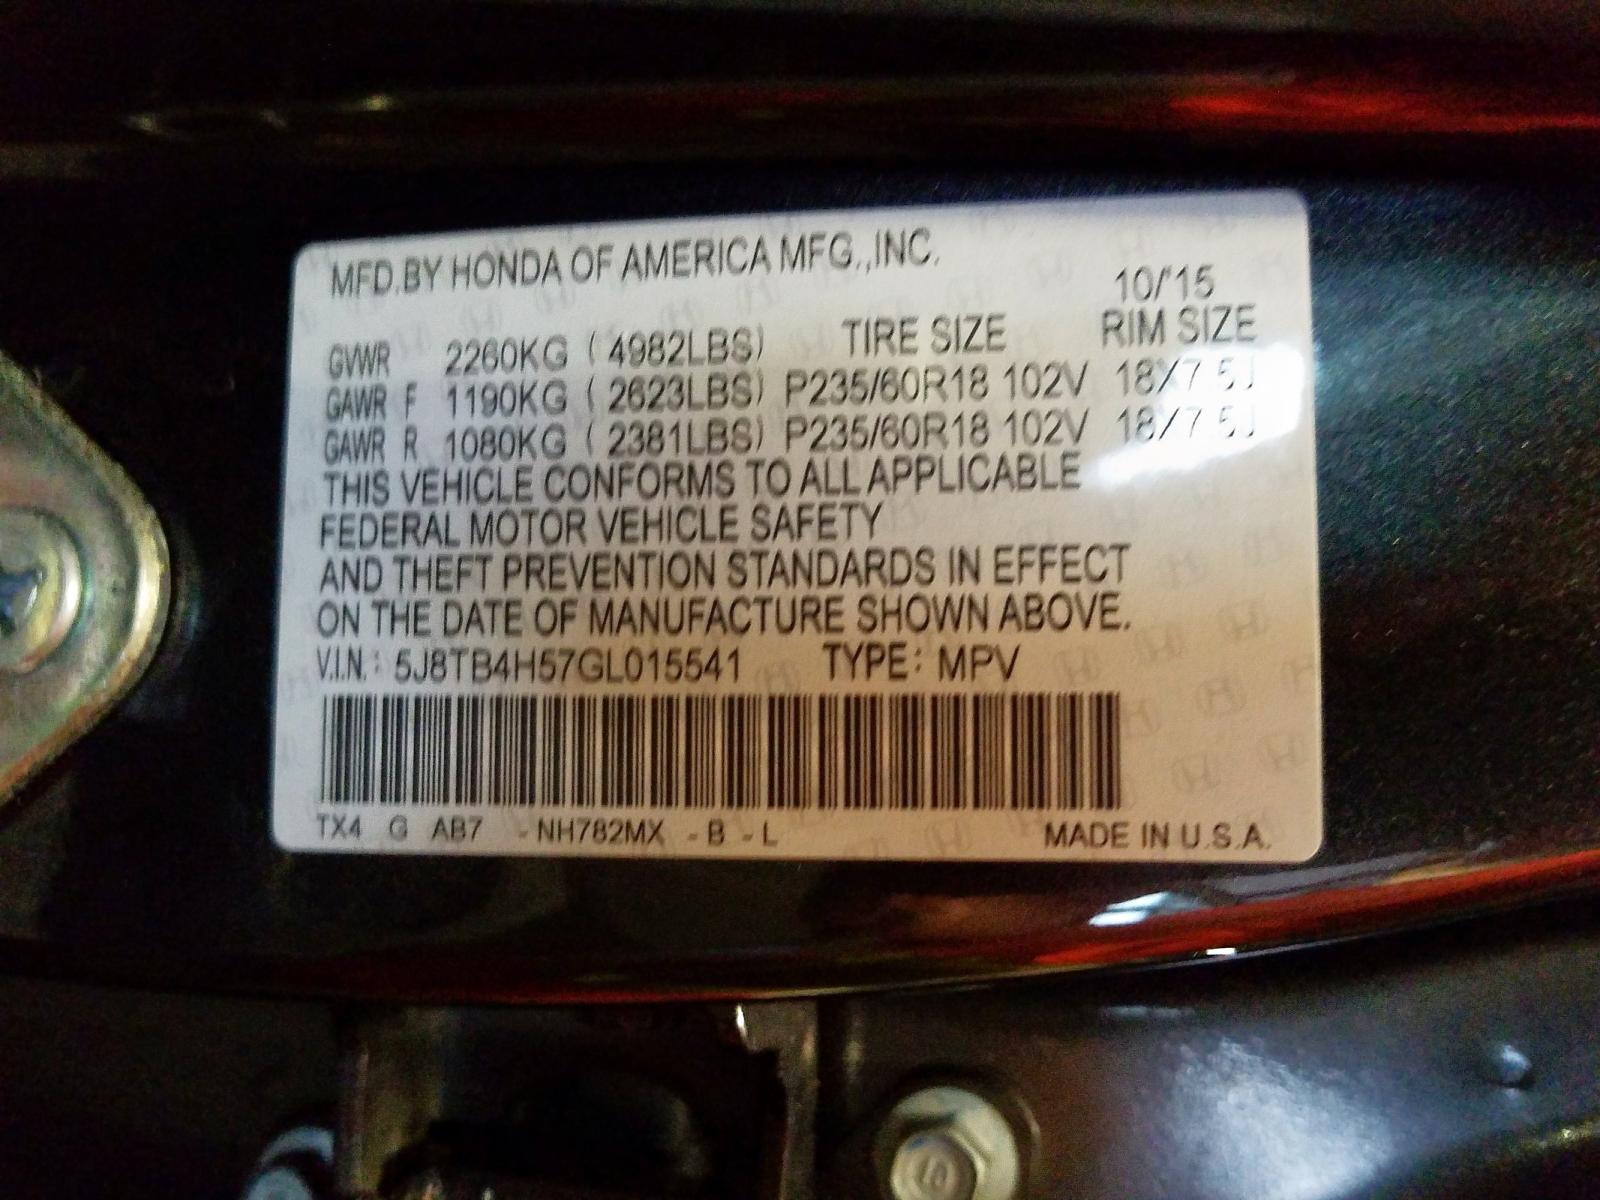 MFD.BY HONDA OF AMERICA MFG.,INC.
10/'15
GVWR 2260KG ( 4982LBS) TIRE SIZE RIM SIZE
GAWR F 1190KG ( 2623LBS) P235/60R18 102V 18X7.5J
GAWR R 1080KG ( 2381LBS) P235/60R18 102V 18X7.5J
THIS VEHICLE CONFORMS TO ALL APPLICABLE
FEDERAL MOTOR VEHICLE SAFETY
AND THEFT PREVENTION STANDARDS IN EFFECT
ON THE DATE OF MANUFACTURE SHOWN ABOVE.
V.I.N.: 5J8TB4H57GL015541 TYPE: MPV
TX4 G AB7 -NH782MX -B -L MADE IN U.S.A.